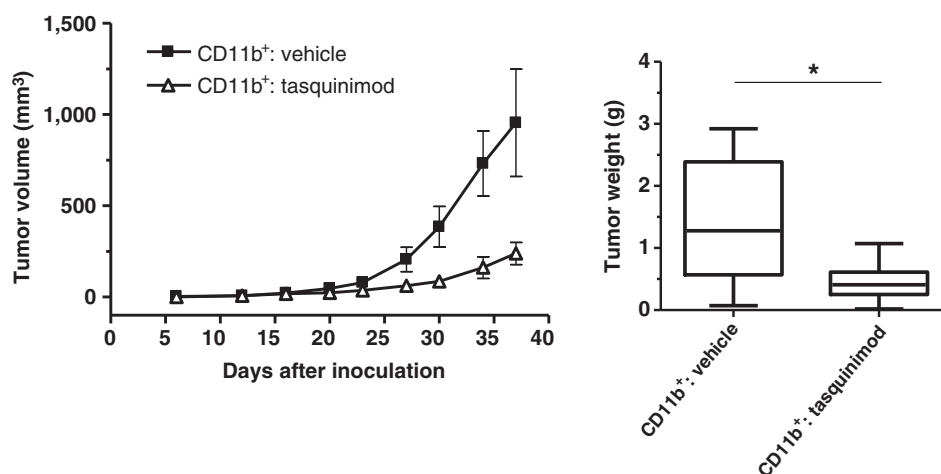 1,500
1,000
500
0
Tumor volume (mm³)
CD11b⁺: vehicle
CD11b⁺: tasquinimod
0 5 10 15 20 25 30 35 40
Days after inoculation
4
3
2
1
0
Tumor weight (g)
*
CD11b⁺: vehicle
CD11b⁺: tasquinimod